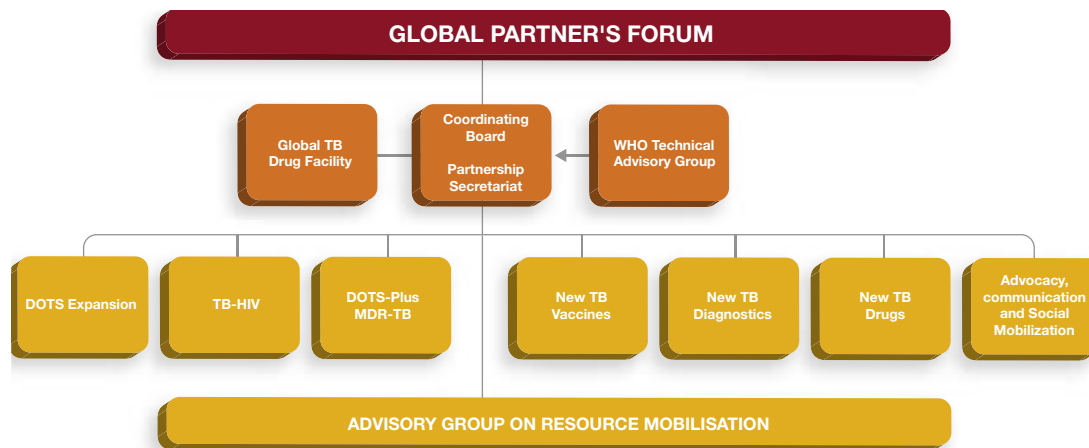 GLOBAL PARTNER'S FORUM
Global TB
Drug Facility
Coordinating
Board
Partnership
Secretariat
WHO Technical
Advisory Group
DOTS Expansion
TB-HIV
DOTS-Plus
MDR-TB
New TB
Vaccines
New TB
Diagnostics
New TB
Drugs
Advocacy,
communication
and Social
Mobilization
ADVISORY GROUP ON RESOURCE MOBILISATION